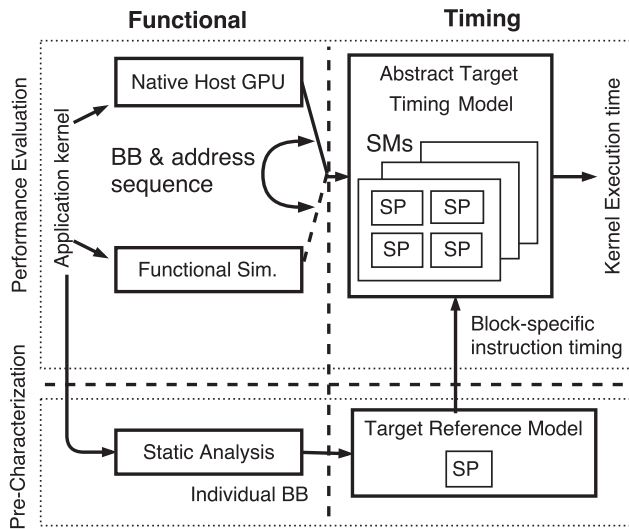 Functional
Timing
Performance Evaluation
Application kernel
Native Host GPU
BB & address
sequence
Functional Sim.
Abstract Target
Timing Model
SMs
SP
SP
SP
SP
Kernel Execution time
Block-specific
instruction timing
Pre-Characterization
Static Analysis
Individual BB
Target Reference Model
SP